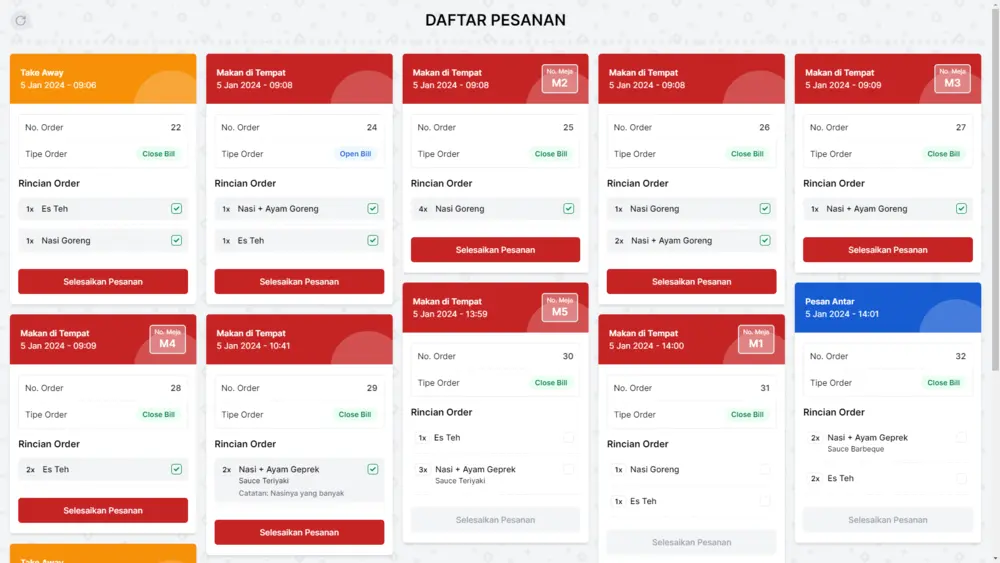 DAFTAR PESANAN
Take Away
5 Jan 2024 - 09:06
No. Order 22
Tipe Order Close Bill
Rincian Order
1x Es Teh
1x Nasi Goreng
Selesaikan Pesanan
Makan di Tempat
5 Jan 2024 - 09:08
No. Order 24
Tipe Order Open Bill
Rincian Order
1x Nasi + Ayam Goreng
1x Es Teh
Selesaikan Pesanan
Makan di Tempat
5 Jan 2024 - 09:08
No. Meja
M2
No. Order 25
Tipe Order Close Bill
Rincian Order
4x Nasi Goreng
Selesaikan Pesanan
Makan di Tempat
5 Jan 2024 - 09:08
No. Order 26
Tipe Order Close Bill
Rincian Order
1x Nasi Goreng
2x Nasi + Ayam Goreng
Selesaikan Pesanan
Makan di Tempat
5 Jan 2024 - 09:09
No. Meja
M3
No. Order 27
Tipe Order Close Bill
Rincian Order
1x Nasi + Ayam Goreng
Selesaikan Pesanan
Makan di Tempat
5 Jan 2024 - 09:09
No. Meja
M4
No. Order 28
Tipe Order Close Bill
Rincian Order
2x Es Teh
Selesaikan Pesanan
Makan di Tempat
5 Jan 2024 - 10:41
No. Order 29
Tipe Order Close Bill
Rincian Order
2x Nasi + Ayam Geprek
Sauce Teriyaki
Catatan: Nasinya yang banyak
Selesaikan Pesanan
Makan di Tempat
5 Jan 2024 - 13:59
No. Meja
M5
No. Order 30
Tipe Order Close Bill
Rincian Order
1x Es Teh
3x Nasi + Ayam Geprek
Sauce Teriyaki
Selesaikan Pesanan
Makan di Tempat
5 Jan 2024 - 14:00
No. Meja
M1
No. Order 31
Tipe Order Close Bill
Rincian Order
1x Nasi Goreng
1x Es Teh
Selesaikan Pesanan
Pesan Antar
5 Jan 2024 - 14:01
No. Order 32
Tipe Order Close Bill
Rincian Order
2x Nasi + Ayam Geprek
Sauce Barbeque
2x Es Teh
Selesaikan Pesanan
Take Away